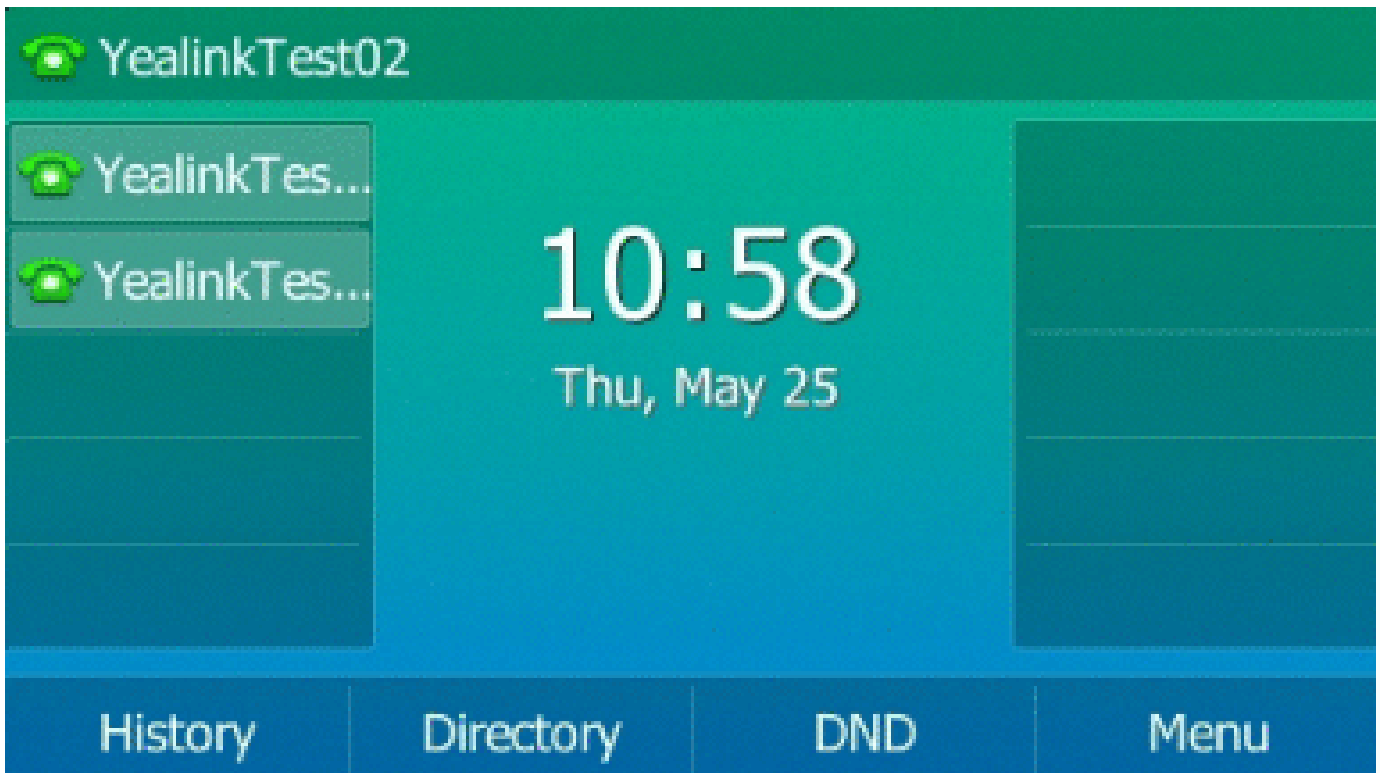 YealinkTest02
YealinkTes...
YealinkTes...
10:58
Thu, May 25
History Directory DND Menu